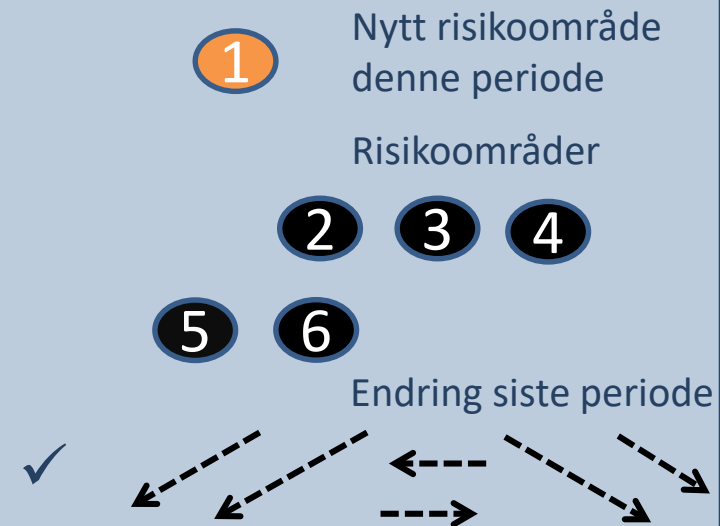 1
Nytt risikoområde
denne periode
Risikoområder
2 3 4
5 6
Endring siste periode